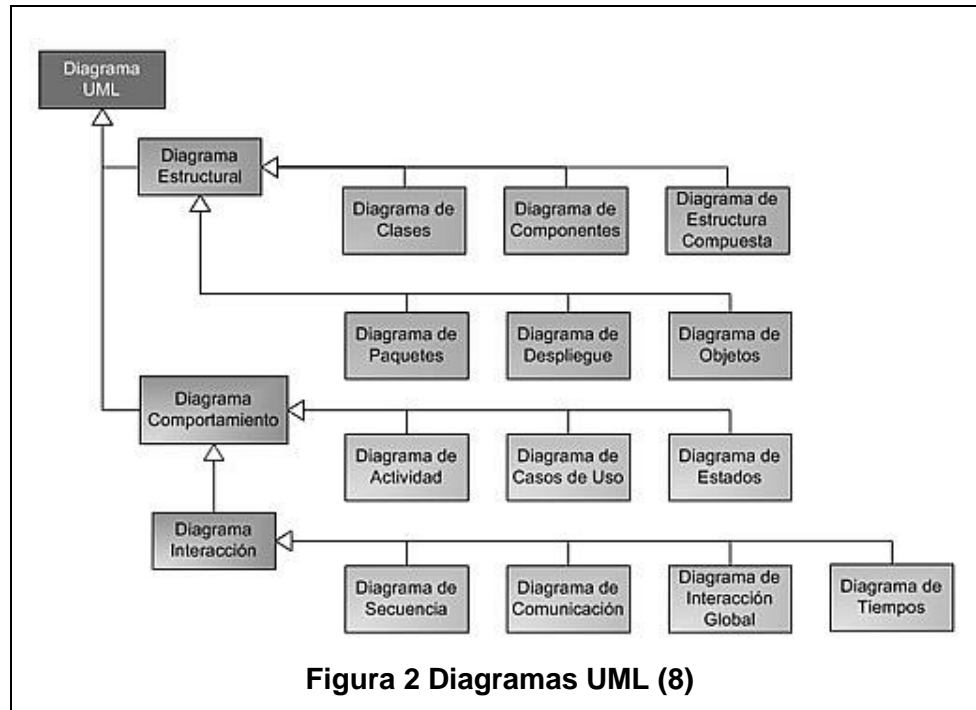 Diagrama
UML
Diagrama
Estructural
Diagrama de
Clases
Diagrama de
Componentes
Diagrama de
Estructura
Compuesta
Diagrama de
Paquetes
Diagrama de
Despliegue
Diagrama de
Objetos
Diagrama
Comportamiento
Diagrama de
Actividad
Diagrama de
Casos de Uso
Diagrama de
Estados
Diagrama
Interacción
Diagrama de
Secuencia
Diagrama de
Comunicación
Diagrama de
Interacción
Global
Diagrama de
Tiempos
Figura 2 Diagramas UML (8)